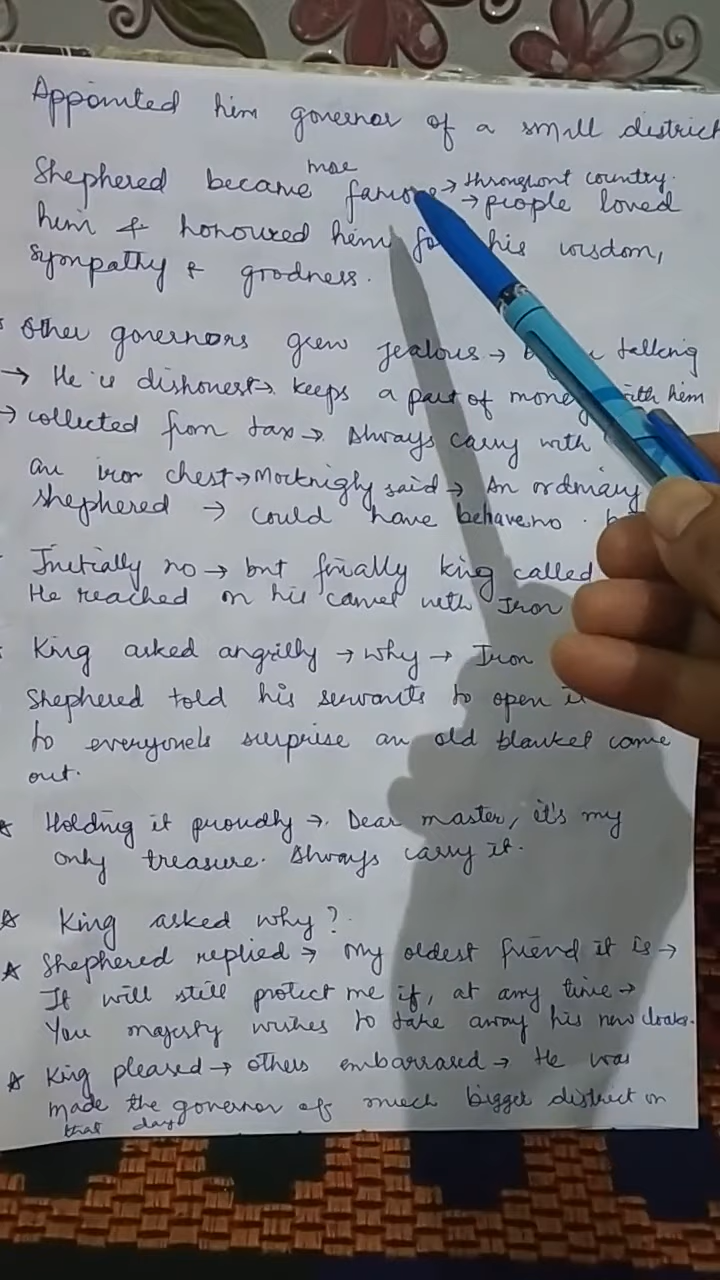 Appointed him governor of a small district
more
Shephered became → throughout country.
→ people loved
him & honoured him his wisdom,
sympathy & goodness.
Other governors grew jealous → talking
→ He is dishonest → keeps a part of money with him
→ collected from tax → Always carry with
an iron chest → Mockingly said → An ordinary
shephered → could have behave no.
Initially no → but finally king called
He reached on his camel with Iron
King asked angrily → why → Iron
Shephered told his servants to open it
to everyone's surprise an old blanket came
out.
Holding it proudly →. Dear master, it's my
only treasure. Always carry it.
King asked why?
Shephered replied → My oldest friend it is →
It will still protect me if, at any time →
You majesty wishes to take away his new cloaks.
King pleased → others embarrased → He was
made the governor of much bigger district on
that day